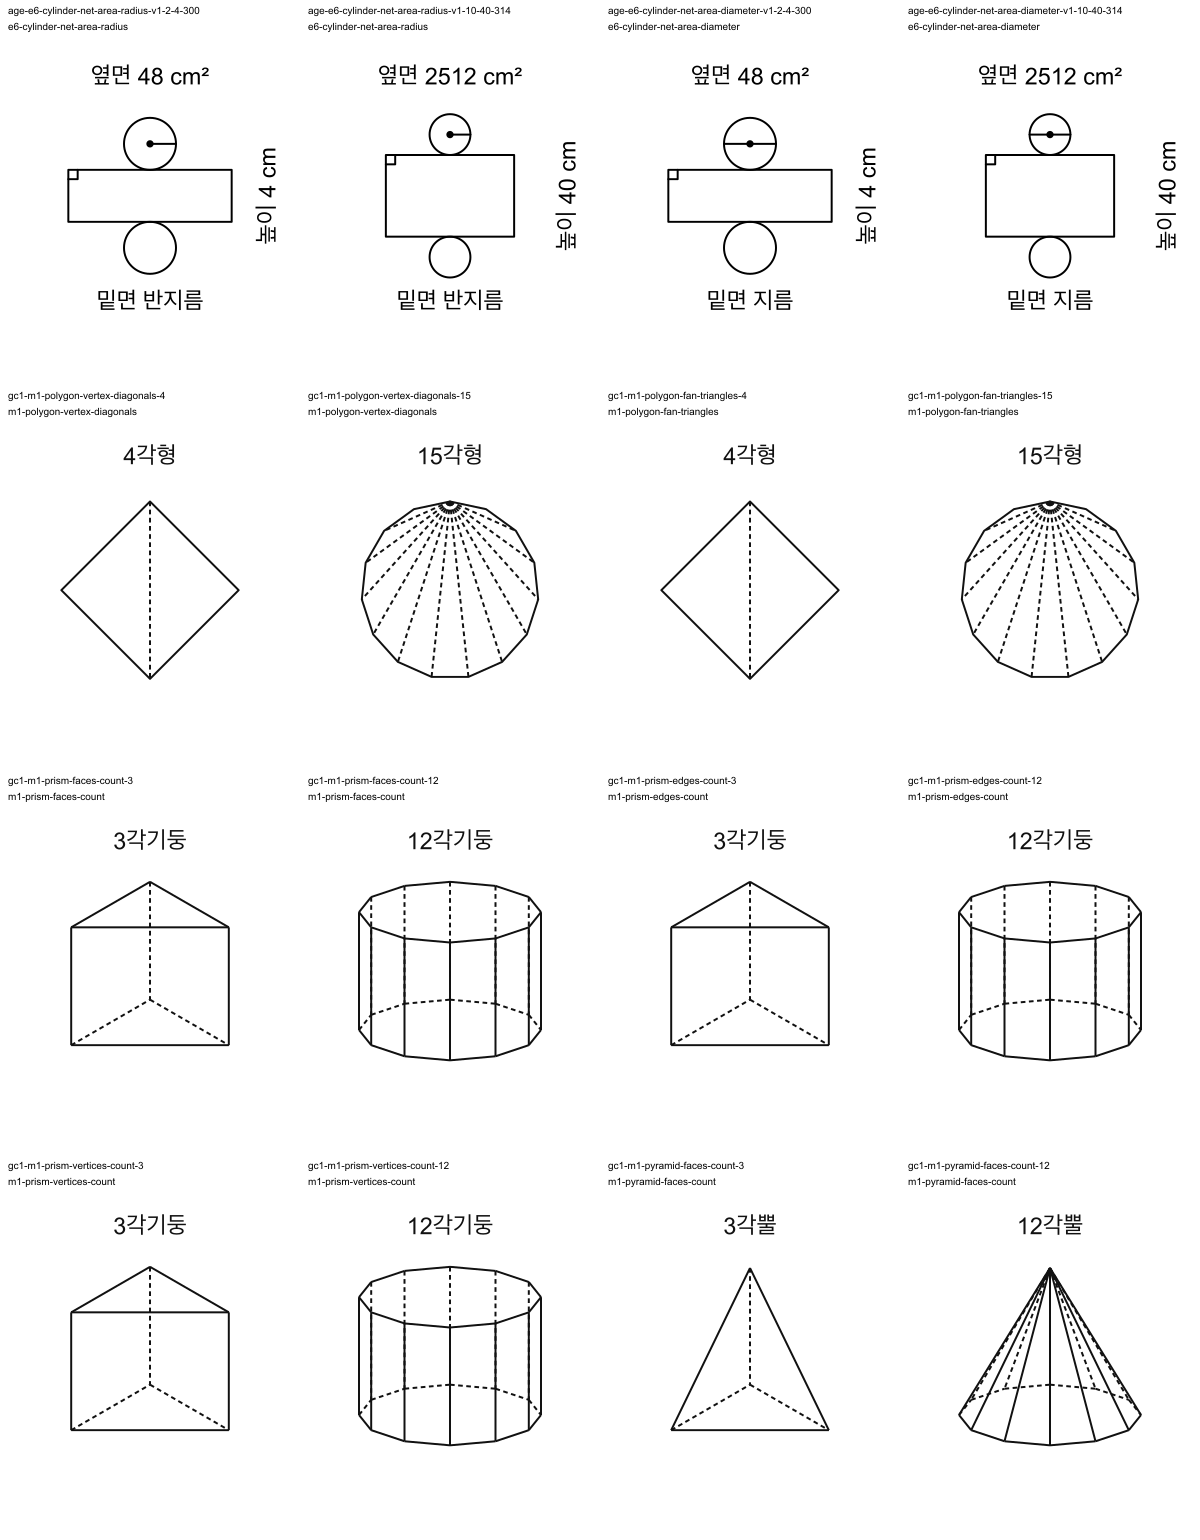 age-e6-cylinder-net-area-radius-v1-2-4-300
e6-cylinder-net-area-radius
옆면 48 cm²
높이 4 cm
밑면 반지름
age-e6-cylinder-net-area-radius-v1-10-40-314
e6-cylinder-net-area-radius
옆면 2512 cm²
높이 40 cm
밑면 반지름
age-e6-cylinder-net-area-diameter-v1-2-4-300
e6-cylinder-net-area-diameter
옆면 48 cm²
높이 4 cm
밑면 지름
age-e6-cylinder-net-area-diameter-v1-10-40-314
e6-cylinder-net-area-diameter
옆면 2512 cm²
높이 40 cm
밑면 지름
gc1-m1-polygon-vertex-diagonals-4
m1-polygon-vertex-diagonals
4각형
gc1-m1-polygon-vertex-diagonals-15
m1-polygon-vertex-diagonals
15각형
gc1-m1-polygon-fan-triangles-4
m1-polygon-fan-triangles
4각형
gc1-m1-polygon-fan-triangles-15
m1-polygon-fan-triangles
15각형
gc1-m1-prism-faces-count-3
m1-prism-faces-count
3각기둥
gc1-m1-prism-faces-count-12
m1-prism-faces-count
12각기둥
gc1-m1-prism-edges-count-3
m1-prism-edges-count
3각기둥
gc1-m1-prism-edges-count-12
m1-prism-edges-count
12각기둥
gc1-m1-prism-vertices-count-3
m1-prism-vertices-count
3각기둥
gc1-m1-prism-vertices-count-12
m1-prism-vertices-count
12각기둥
gc1-m1-pyramid-faces-count-3
m1-pyramid-faces-count
3각뿔
gc1-m1-pyramid-faces-count-12
m1-pyramid-faces-count
12각뿔